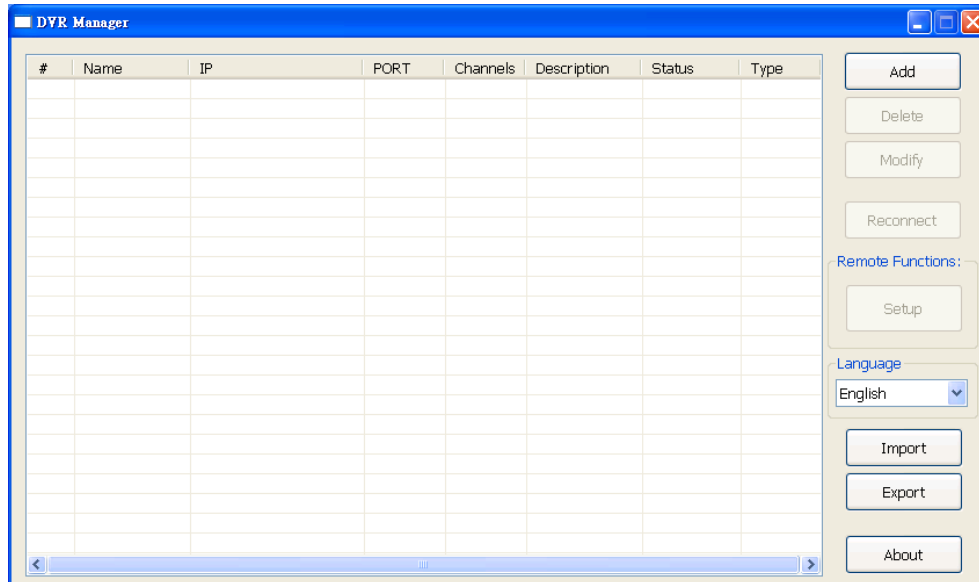 DVR Manager
# Name IP PORT Channels Description Status Type
Add
Delete
Modify
Reconnect
Remote Functions:
Setup
Language
English
Import
Export
About